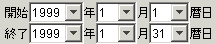 開始 1999 年 1 月 1 暦日
終了 1999 年 1 月 31 暦日